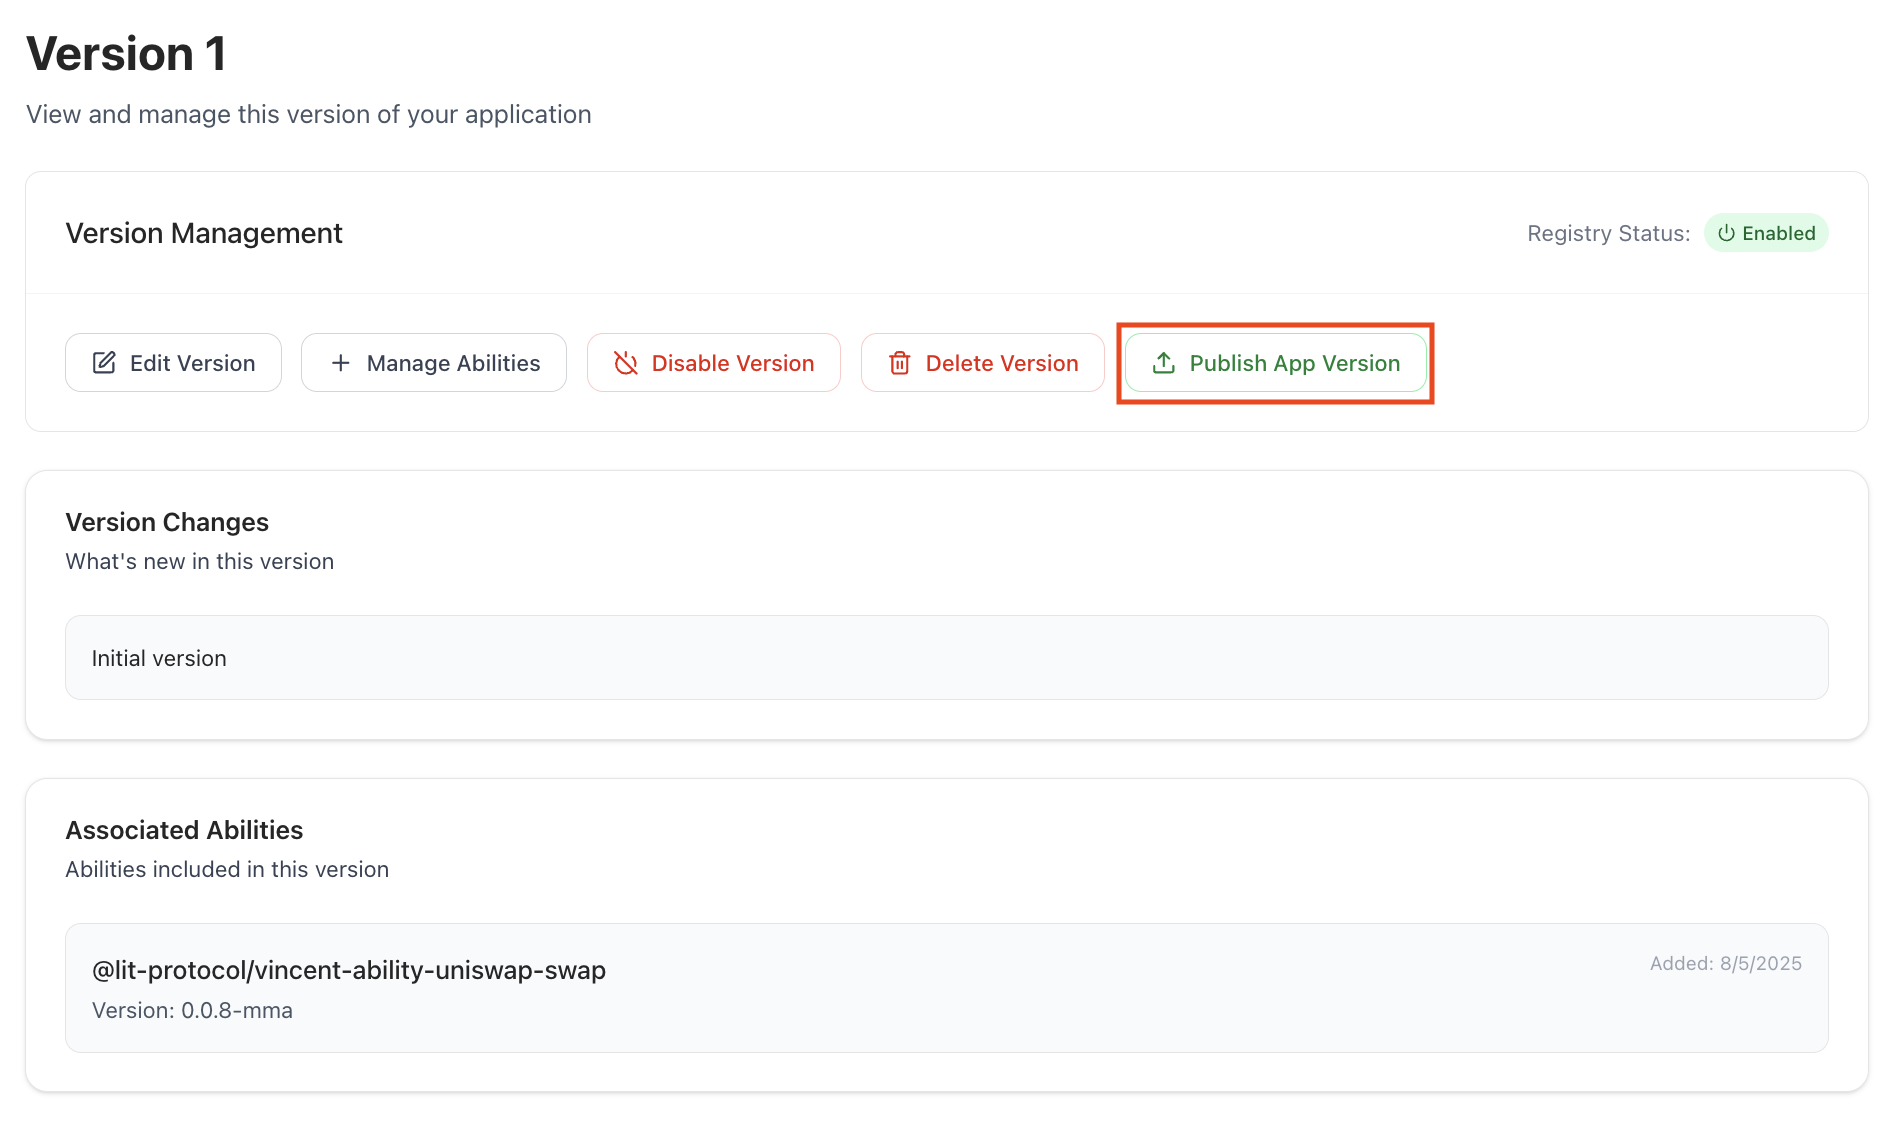 Version 1
View and manage this version of your application
Version Management
Registry Status: Enabled
Edit Version
Manage Abilities
Disable Version
Delete Version
Publish App Version
Version Changes
What's new in this version
Initial version
Associated Abilities
Abilities included in this version
@lit-protocol/vincent-ability-uniswap-swap
Added: 8/5/2025
Version: 0.0.8-mma